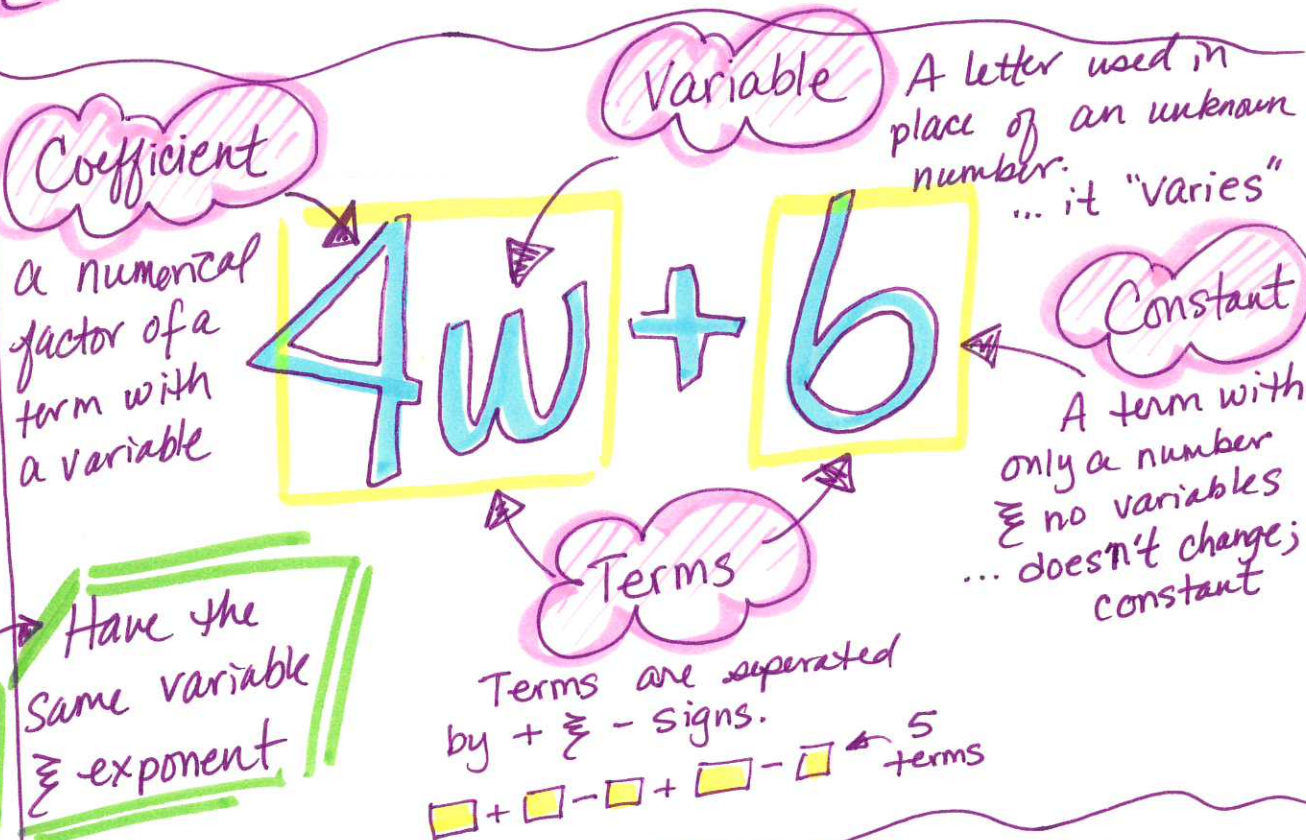 Variable
A letter used in
place of an unknown
number.
... it "varies"
Coefficient
a numerical
factor of a
term with
a variable
4w + 6
Constant
A term with
only a number
& no variables
... doesn't change;
constant
Terms
Terms are seperated
by + & - signs.
+ - + -
5
terms
Have the
same variable
& exponent